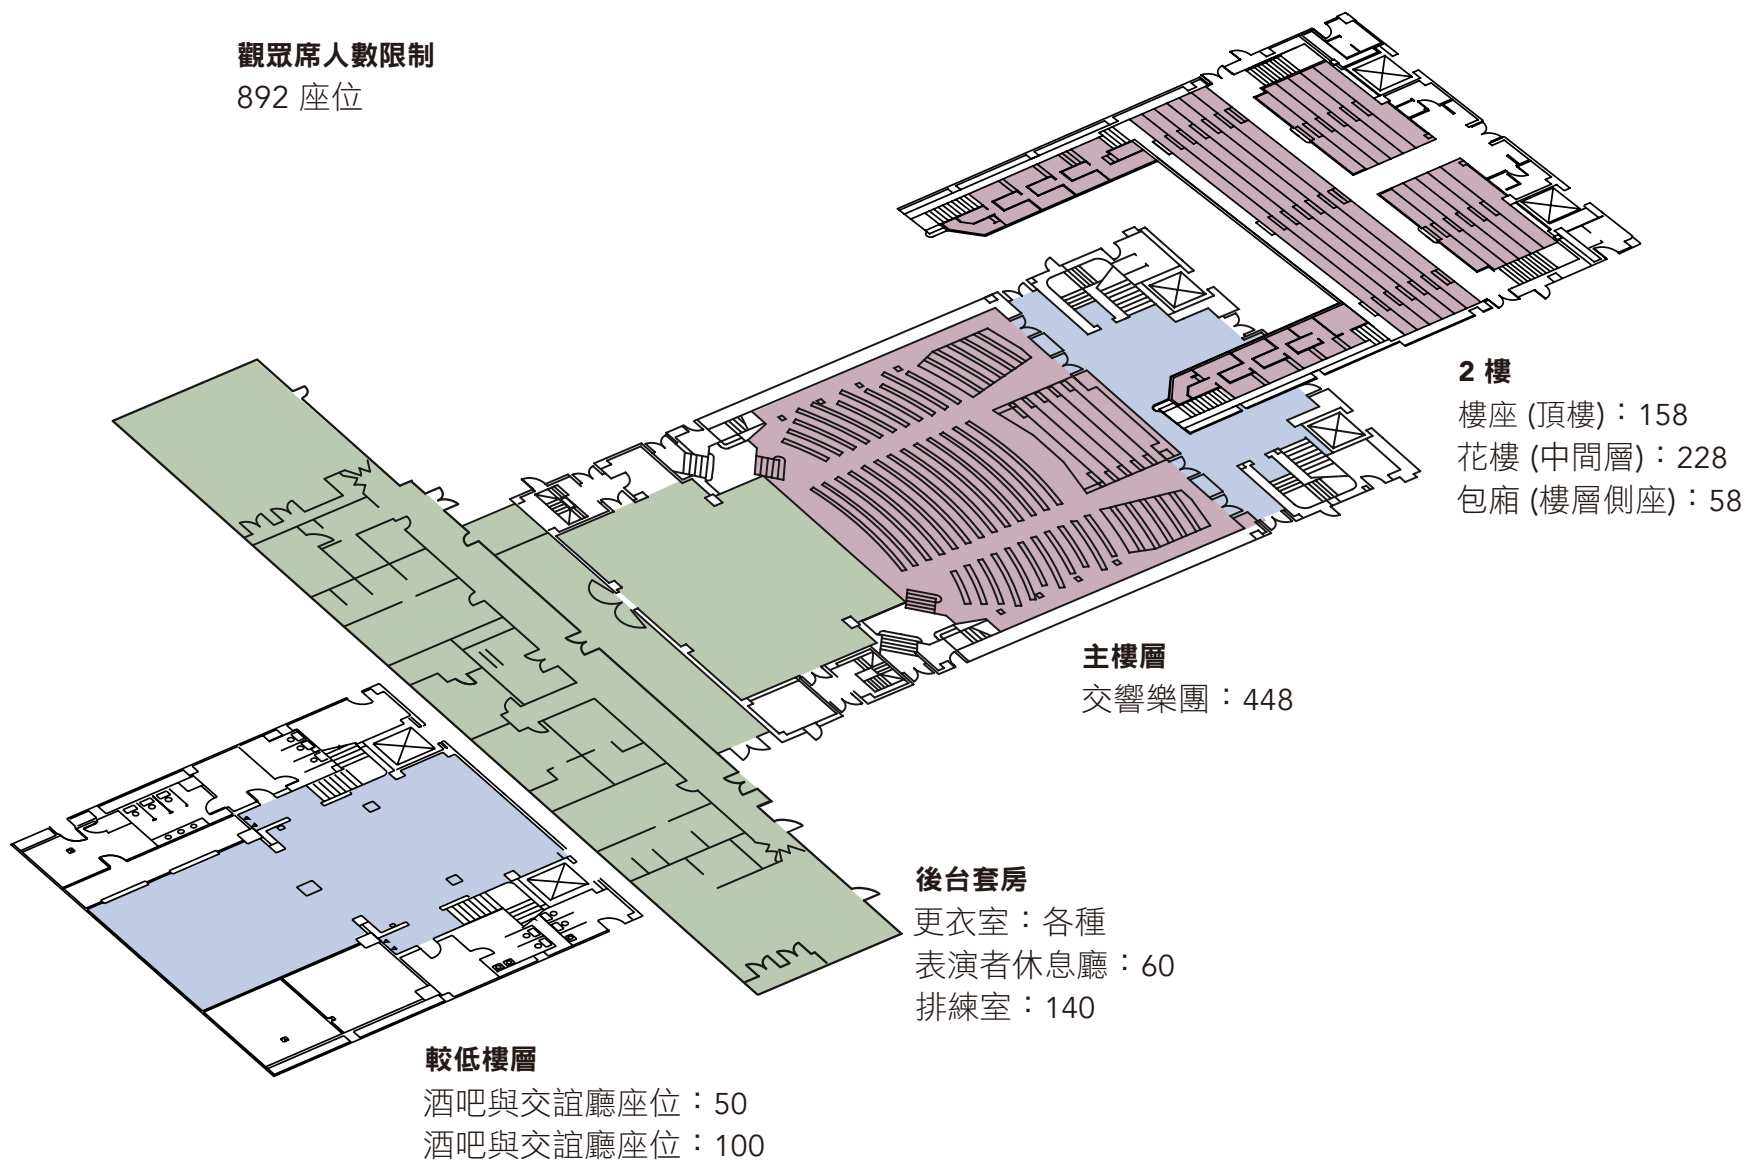 觀眾席人數限制
892 座位
2 樓
樓座 (頂樓)：158
花樓 (中間層)：228
包廂 (樓層側座)：58
主樓層
交響樂團：448
後台套房
更衣室：各種
表演者休息廳：60
排練室：140
較低樓層
酒吧與交誼廳座位：50
酒吧與交誼廳座位：100